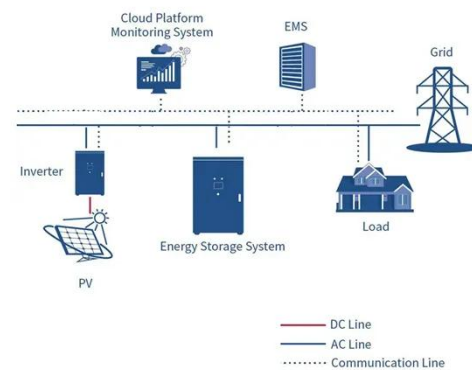 Cloud Platform
Monitoring System
EMS
Grid
Inverter
Energy Storage System
Load
PV
DC Line
AC Line
Communication Line